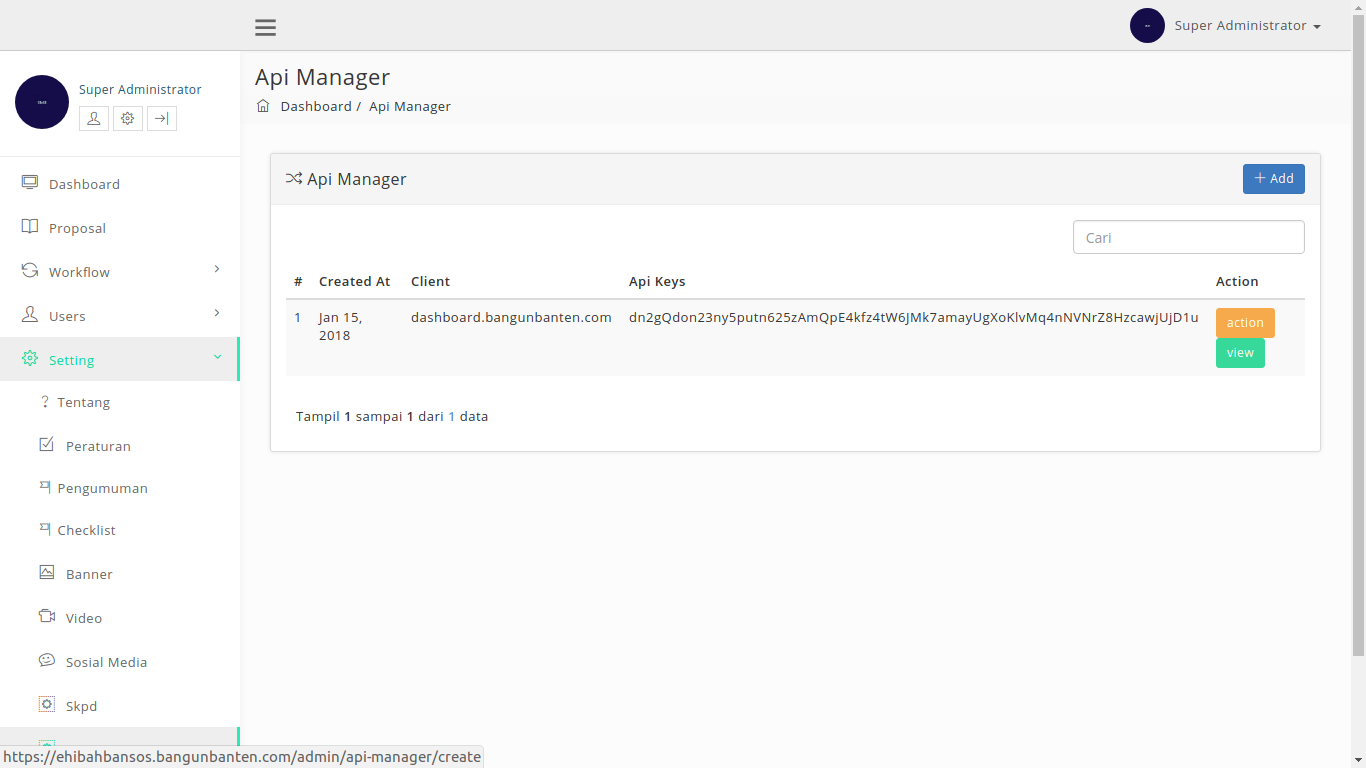 Super Administrator
Super Administrator
Api Manager
Dashboard / Api Manager
Dashboard
Proposal
Workflow
Users
Setting
? Tentang
Peraturan
Pengumuman
Checklist
Banner
Video
Sosial Media
Skpd
Api Manager
+ Add
Cari
# Created At Client Api Keys Action
1 Jan 15, 2018 dashboard.bangunbanten.com dn2gQdon23ny5putn625zAmQpE4kfz4tW6JMk7amayUgXoKlvMq4nNVNrZ8HzcawjUjD1u action
view
Tampil 1 sampai 1 dari 1 data
https://ehibahbansos.bangunbanten.com/admin/api-manager/create